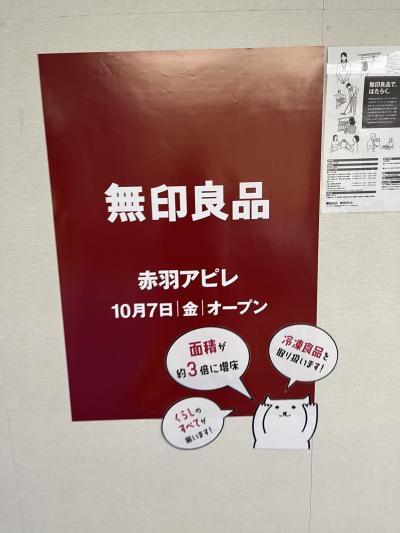 無印良品
赤羽アピレ
10月7日|金|オープン
面積が
約3倍に増床
冷凍食品を
取り扱います!
くらしの
すべてが
揃います!
無印良品で、
はたらく。